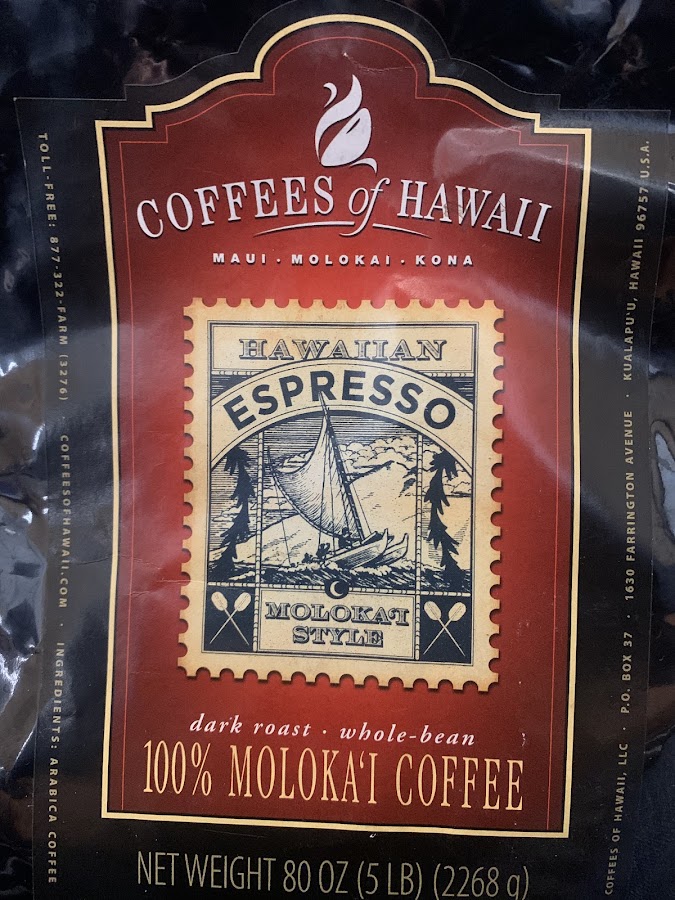 COFFEES of HAWAII
MAUI · MOLOKAI · KONA
HAWAIIAN
ESPRESSO
MOLOKA'I
STYLE
dark roast · whole-bean
100% MOLOKA‘I COFFEE
NET WEIGHT 80 OZ (5 LB) (2268 g)
TOLL-FREE: 877-322-FARM (3276) · COFFEESOFHAWAII.COM · INGREDIENTS: ARABICA COFFEE
COFFEES OF HAWAII, LLC · P.O. BOX 37 · 1630 FARRINGTON AVENUE · KUALAPU‘U, HAWAII 96757 U.S.A.